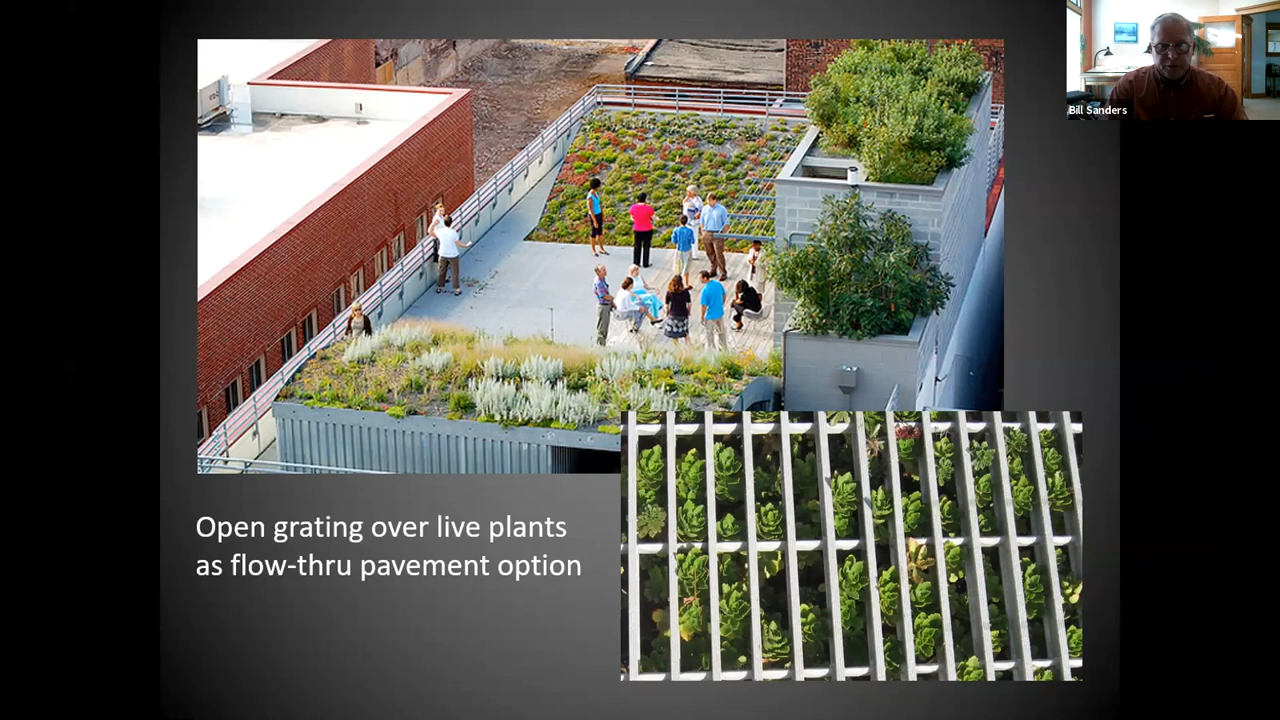 Bill Sanders
Open grating over live plants
as flow-thru pavement option